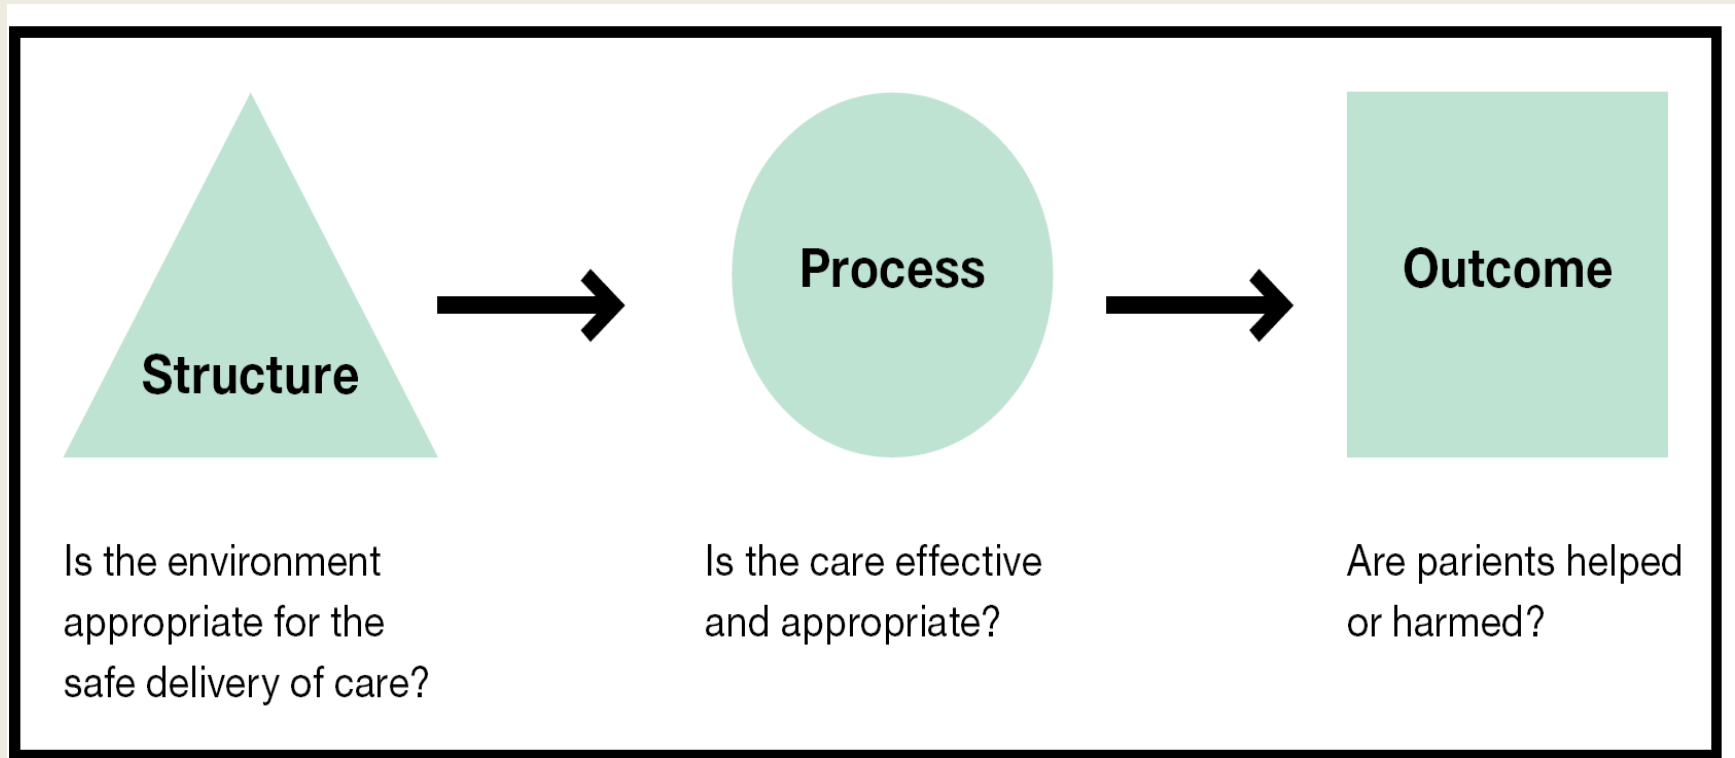 Structure
Process
Outcome
Is the environment
appropriate for the
safe delivery of care?
Is the care effective
and appropriate?
Are parients helped
or harmed?